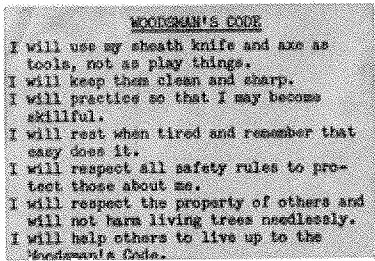 WOODSMAN'S CODE
I will use my sheath knife and axe as
tools, not as play things.
I will keep them clean and sharp.
I will practice so that I may become
skillful.
I will rest when tired and remember that
easy does it.
I will respect all safety rules to pro-
tect those about me.
I will respect the property of others and
will not harm living trees needlessly.
I will help others to live up to the
Woodsman's Code.